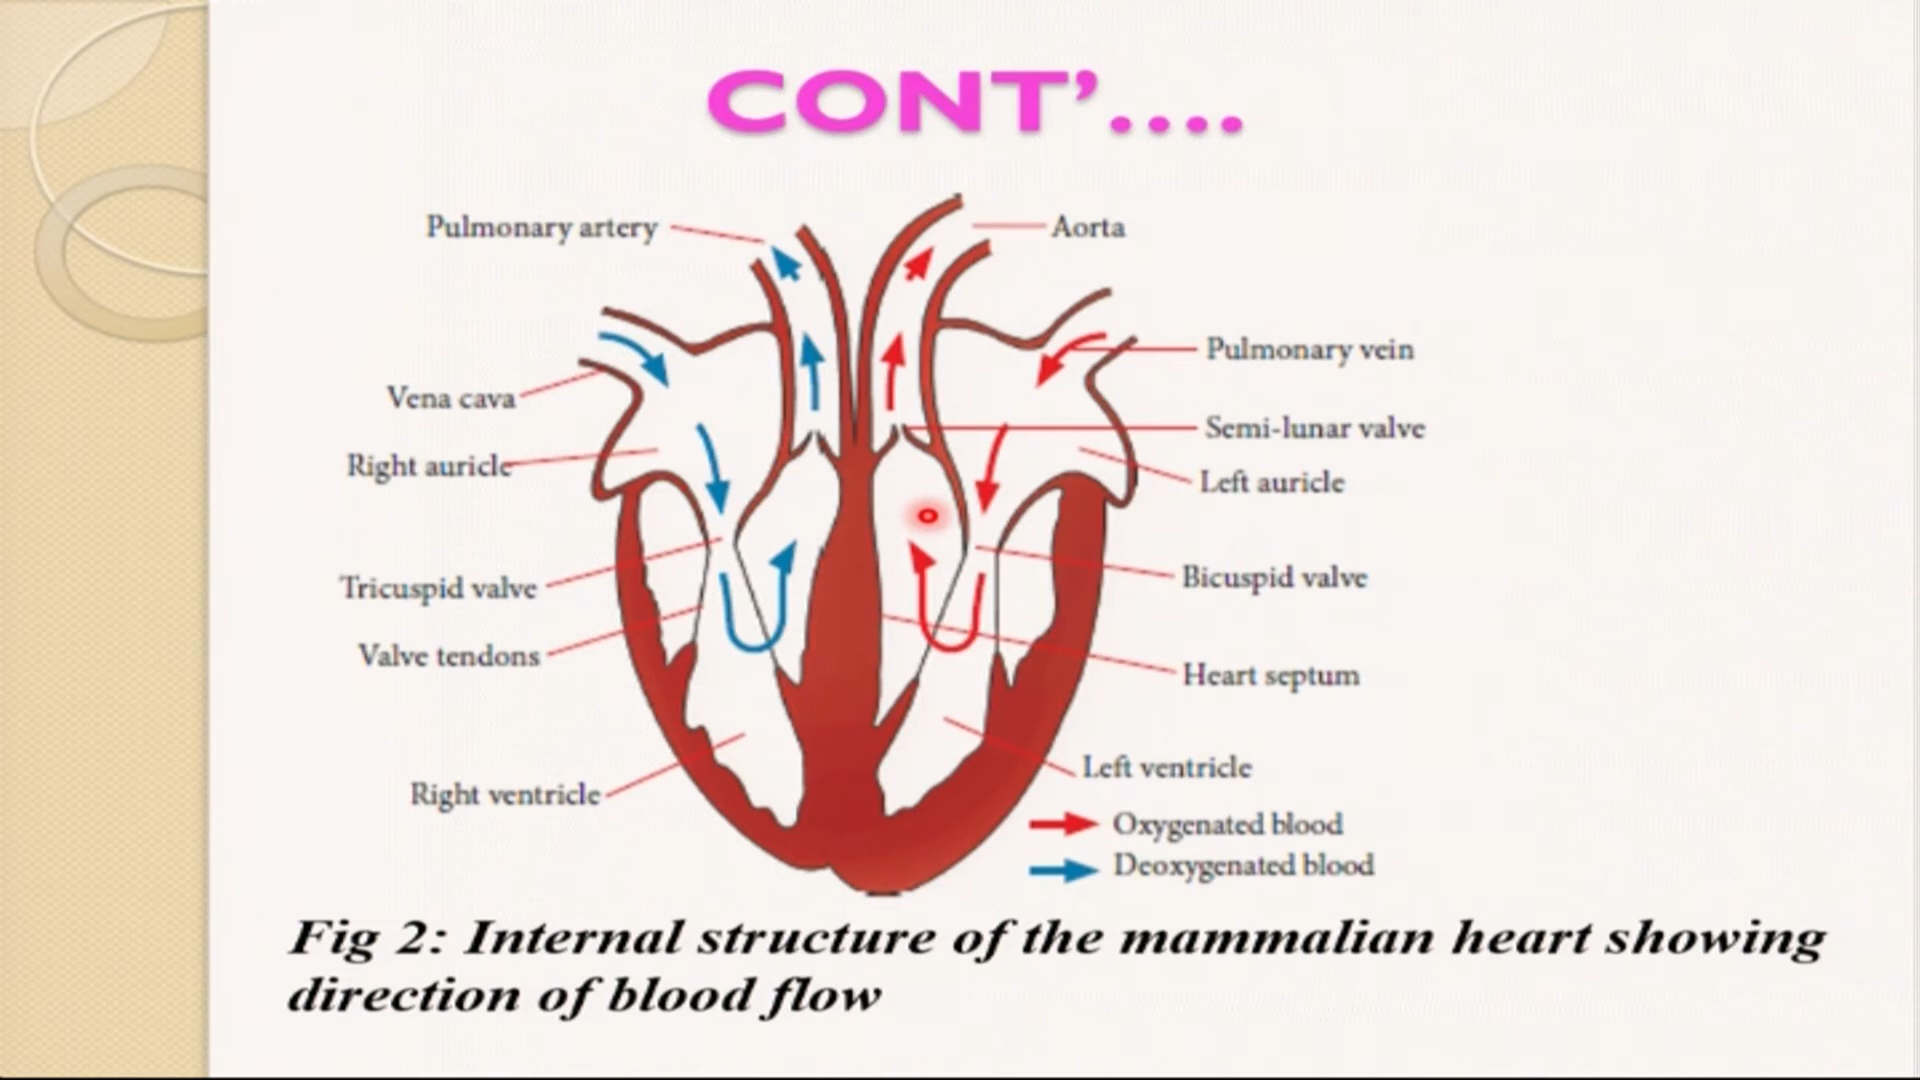 CONT’....
Pulmonary artery
Aorta
Pulmonary vein
Vena cava
Semi-lunar valve
Right auricle
Left auricle
Tricuspid valve
Bicuspid valve
Valve tendons
Heart septum
Left ventricle
Right ventricle
Oxygenated blood
Deoxygenated blood
Fig 2: Internal structure of the mammalian heart showing
direction of blood flow